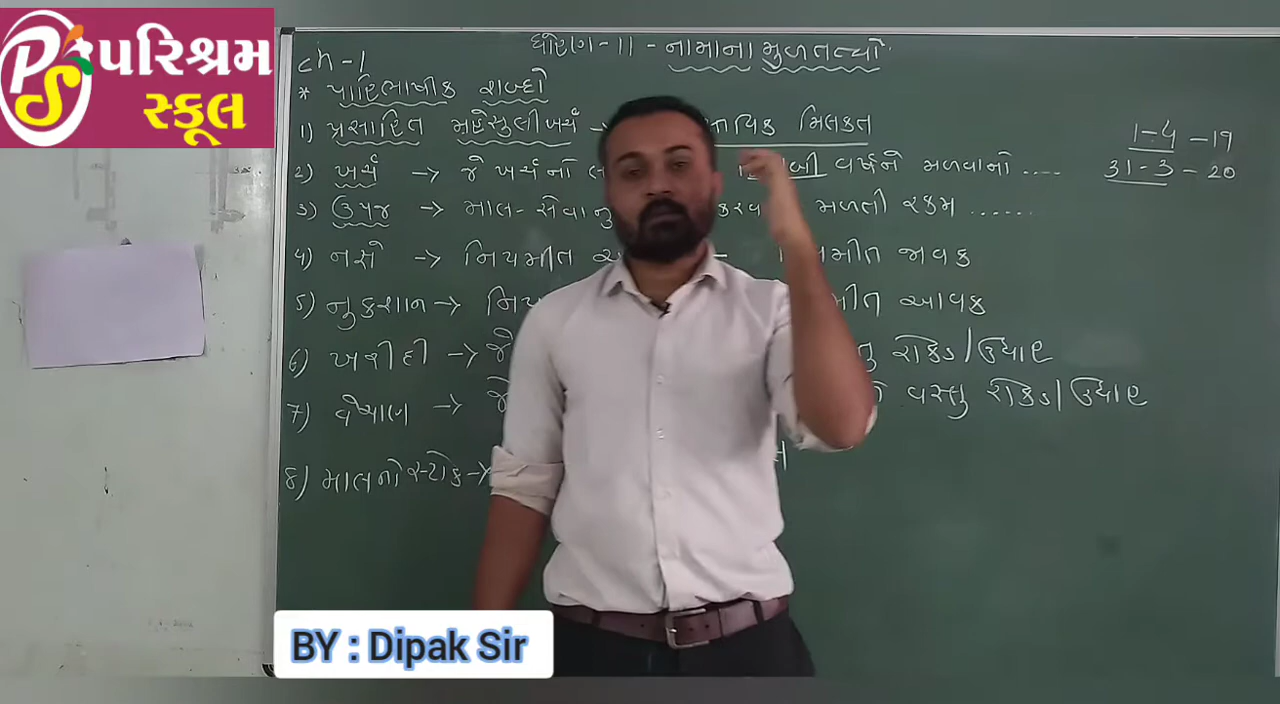 PS પરિશ્રમ
સ્કૂલ
ધોરણ-11 - નામાના મુળતત્વો
ch-1
* પારિભાષીક શબ્દો
1) પ્રસારિત મહેસુલી ખર્ચ → મિલકત
1-4-19
2) ખર્ચ → જે ખર્ચનો વર્ષને મળવાનો ....
31-3-20
3) ઉપજ → માલ-સેવાનુ મળતી રકમ ......
4) નફો → નિયમીત જાવક
5) નુકશાન → આવક
6) ખરીદી → રોકડ/ઉધાર
7) વેચાણ → વસ્તુ રોકડ/ઉધાર
8) માલનો સ્ટોક →
BY : Dipak Sir